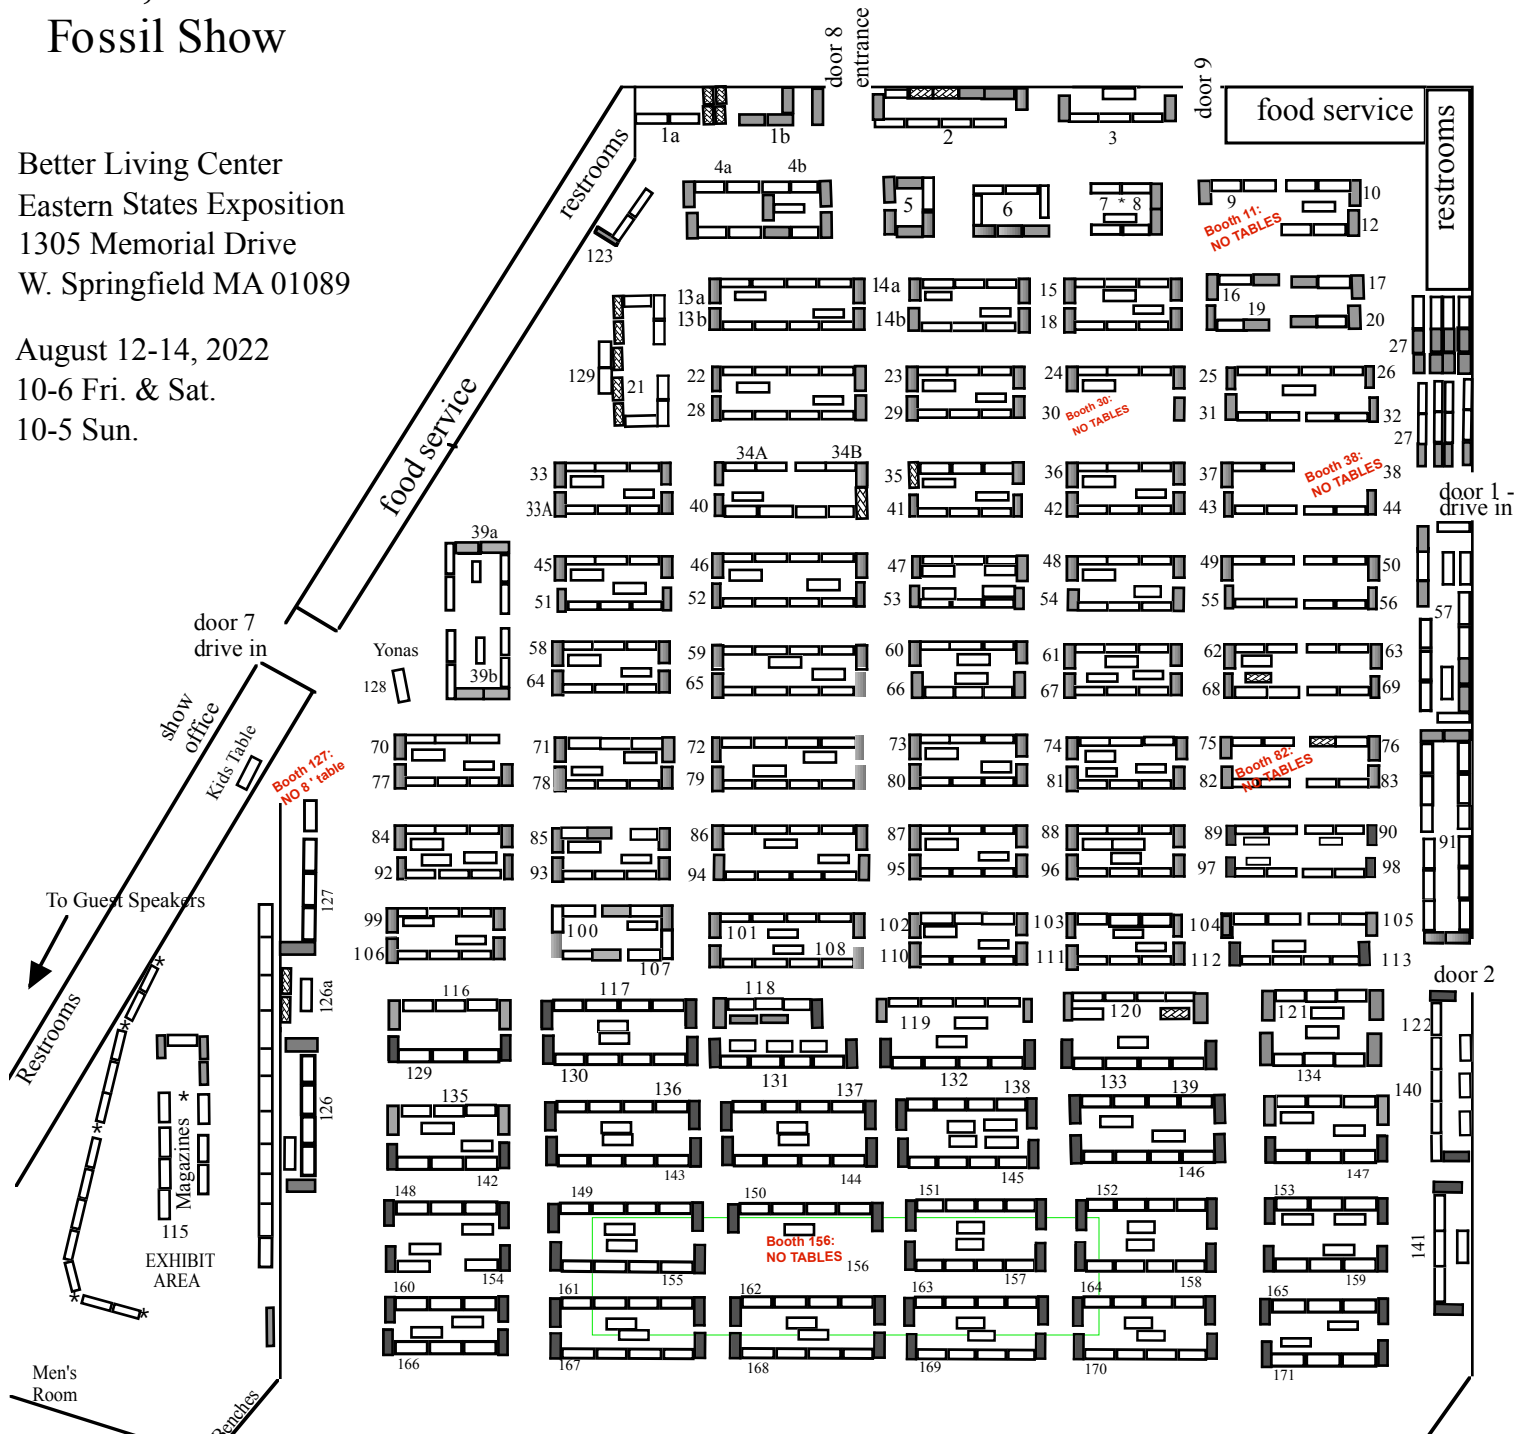 Fossil Show
Better Living Center
Eastern States Exposition
1305 Memorial Drive
W. Springfield MA 01089
August 12-14, 2022
10-6 Fri. & Sat.
10-5 Sun.
door 8
entrance
door 9
food service
restrooms
restrooms
food service
1a
1b
2
3
4a
4b
5
6
7 * 8
9
10
Booth 11:
NO TABLES
12
123
13a
13b
14a
14b
15
18
16
19
17
20
27
129
21
22
28
23
29
24
30
Booth 30:
NO TABLES
25
31
26
32
27
33
33A
34A
34B
40
35
41
36
42
37
43
Booth 38:
NO TABLES
38
44
door 1 -
drive in
39a
39b
45
51
46
52
47
53
48
54
49
55
50
56
57
door 7
drive in
Yonas
128
58
64
59
65
60
66
61
67
62
68
63
69
show
office
Kids Table
Booth 127:
NO 8' table
70
77
71
78
72
79
73
80
74
81
75
82
Booth 82:
NO TABLES
76
83
84
92
85
93
86
94
87
95
88
96
89
97
90
98
91
To Guest Speakers
127
99
106
100
107
101
108
102
110
103
111
104
112
105
113
door 2
Restrooms
*
*
*
*
*
126a
116
129
117
130
118
131
119
132
120
133
121
134
122
126
*
Magazines
115
EXHIBIT
AREA
135
142
136
143
137
144
138
145
139
146
147
140
148
154
149
155
150
Booth 156:
NO TABLES
156
151
157
152
158
153
159
141
160
166
161
167
162
168
163
169
164
170
165
171
Men's
Room
Benches